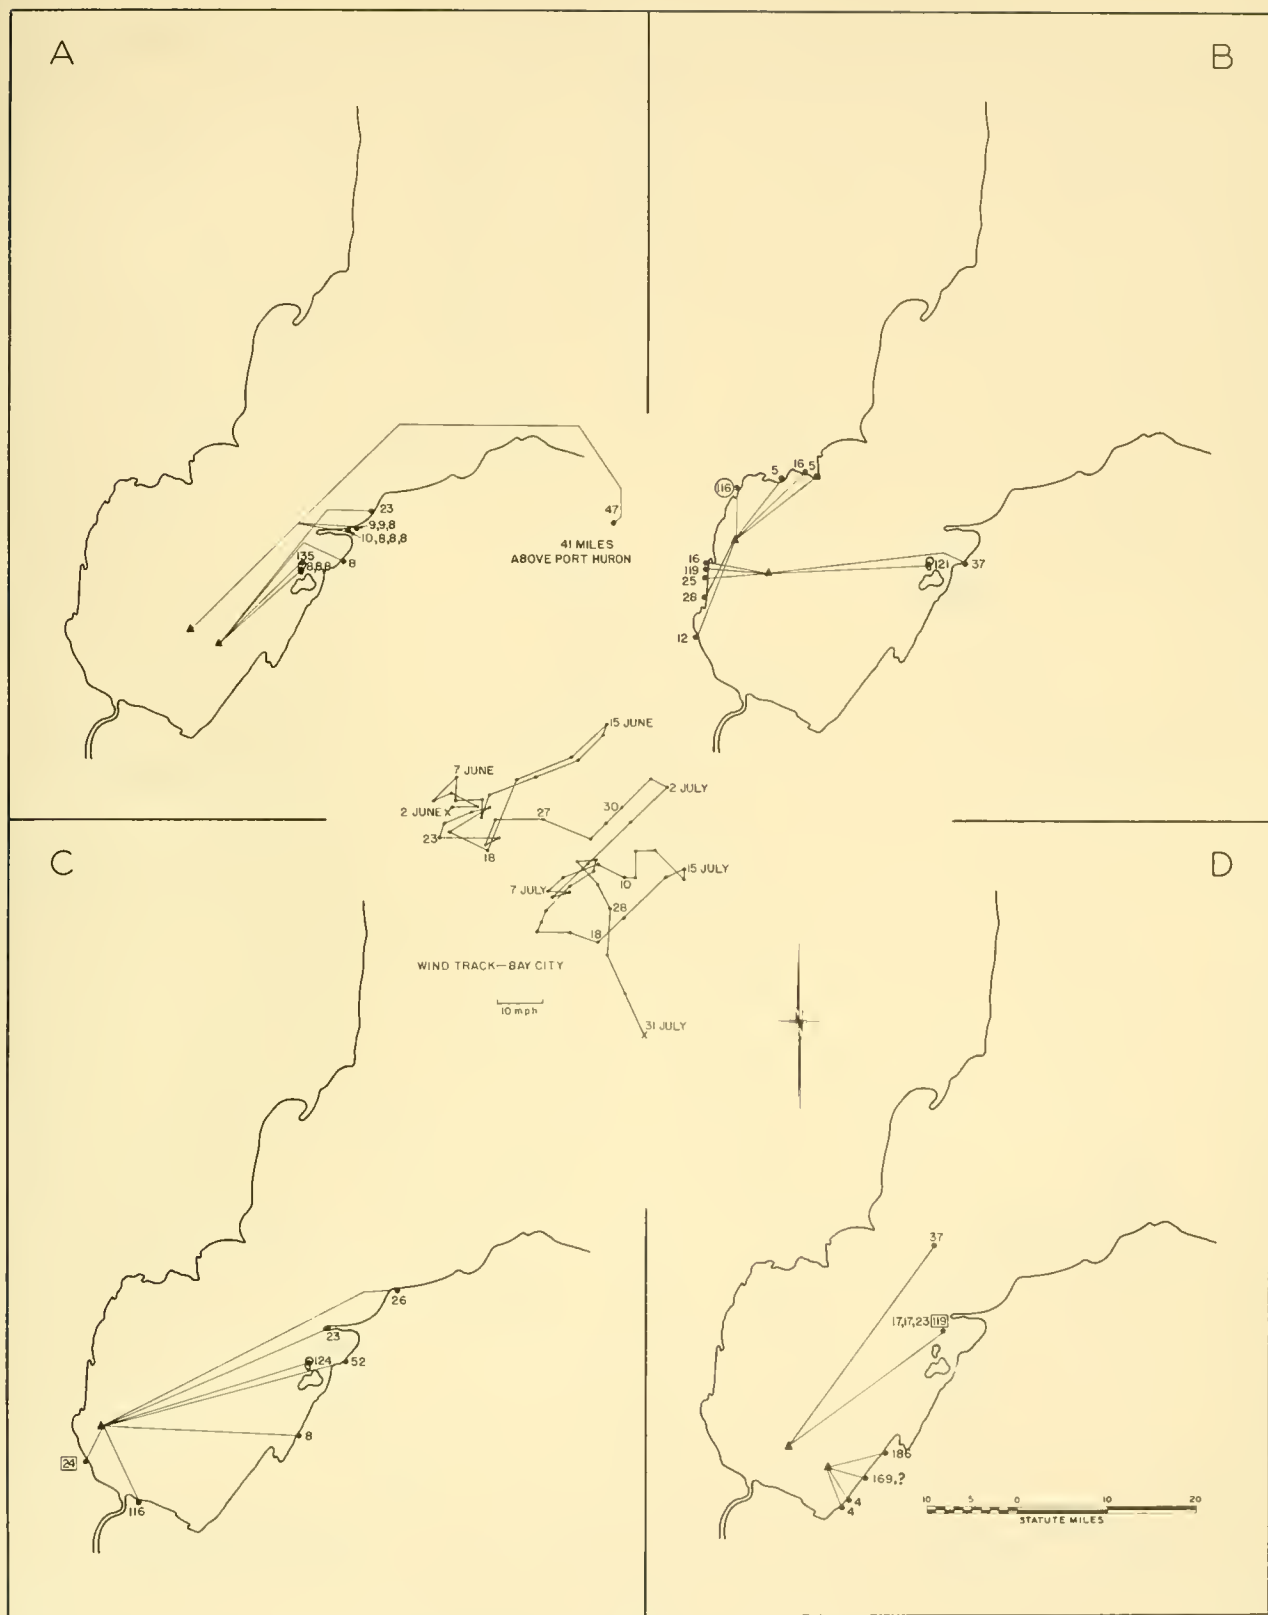 A
B
23
9,9,8
10,8,8,8
135
8,8,8
8
47
41 MILES
ABOVE PORT HURON
5
16
5
116
16
119
25
28
12
121
37
15 JUNE
7 JUNE
2 JUNE X
23
18
27
30
2 JULY
7 JULY
10
15 JULY
28
18
31 JULY
X
WIND TRACK—BAY CITY
10 mph
C
D
26
23
124
52
8
24
116
37
17,17,23 119
186
169,?
4
4
10 5 0 10 20
STATUTE MILES